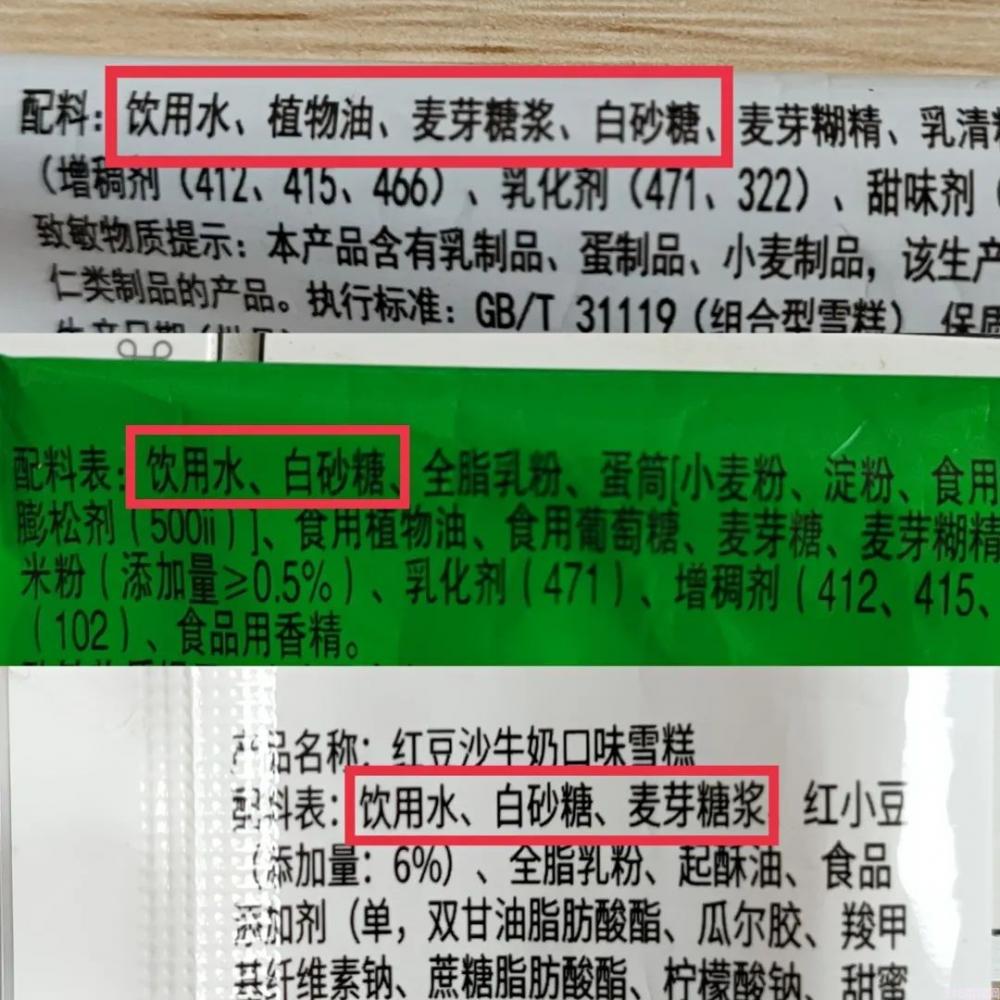 配料：饮用水、植物油、麦芽糖浆、白砂糖、麦芽糊精、乳清
（增稠剂（412、415、466）、乳化剂（471、322）、甜味剂
致敏物质提示：本产品含有乳制品、蛋制品、小麦制品，该生产
仁类制品的产品。执行标准：GB/T 31119（组合型雪糕） 保质
配料表：饮用水、白砂糖、全脂乳粉、蛋筒[小麦粉、淀粉、食用
膨松剂（500ii）]、食用植物油、食用葡萄糖、麦芽糖、麦芽糊精
米粉（添加量≥0.5%）、乳化剂（471）、增稠剂（412、415、
（102）、食品用香精。
产品名称：红豆沙牛奶口味雪糕
配料表：饮用水、白砂糖、麦芽糖浆、红小豆
（添加量：6%）、全脂乳粉、起酥油、食品
添加剂（单，双甘油脂肪酸酯、瓜尔胶、羧甲
基纤维素钠、蔗糖脂肪酸酯、柠檬酸钠、甜蜜